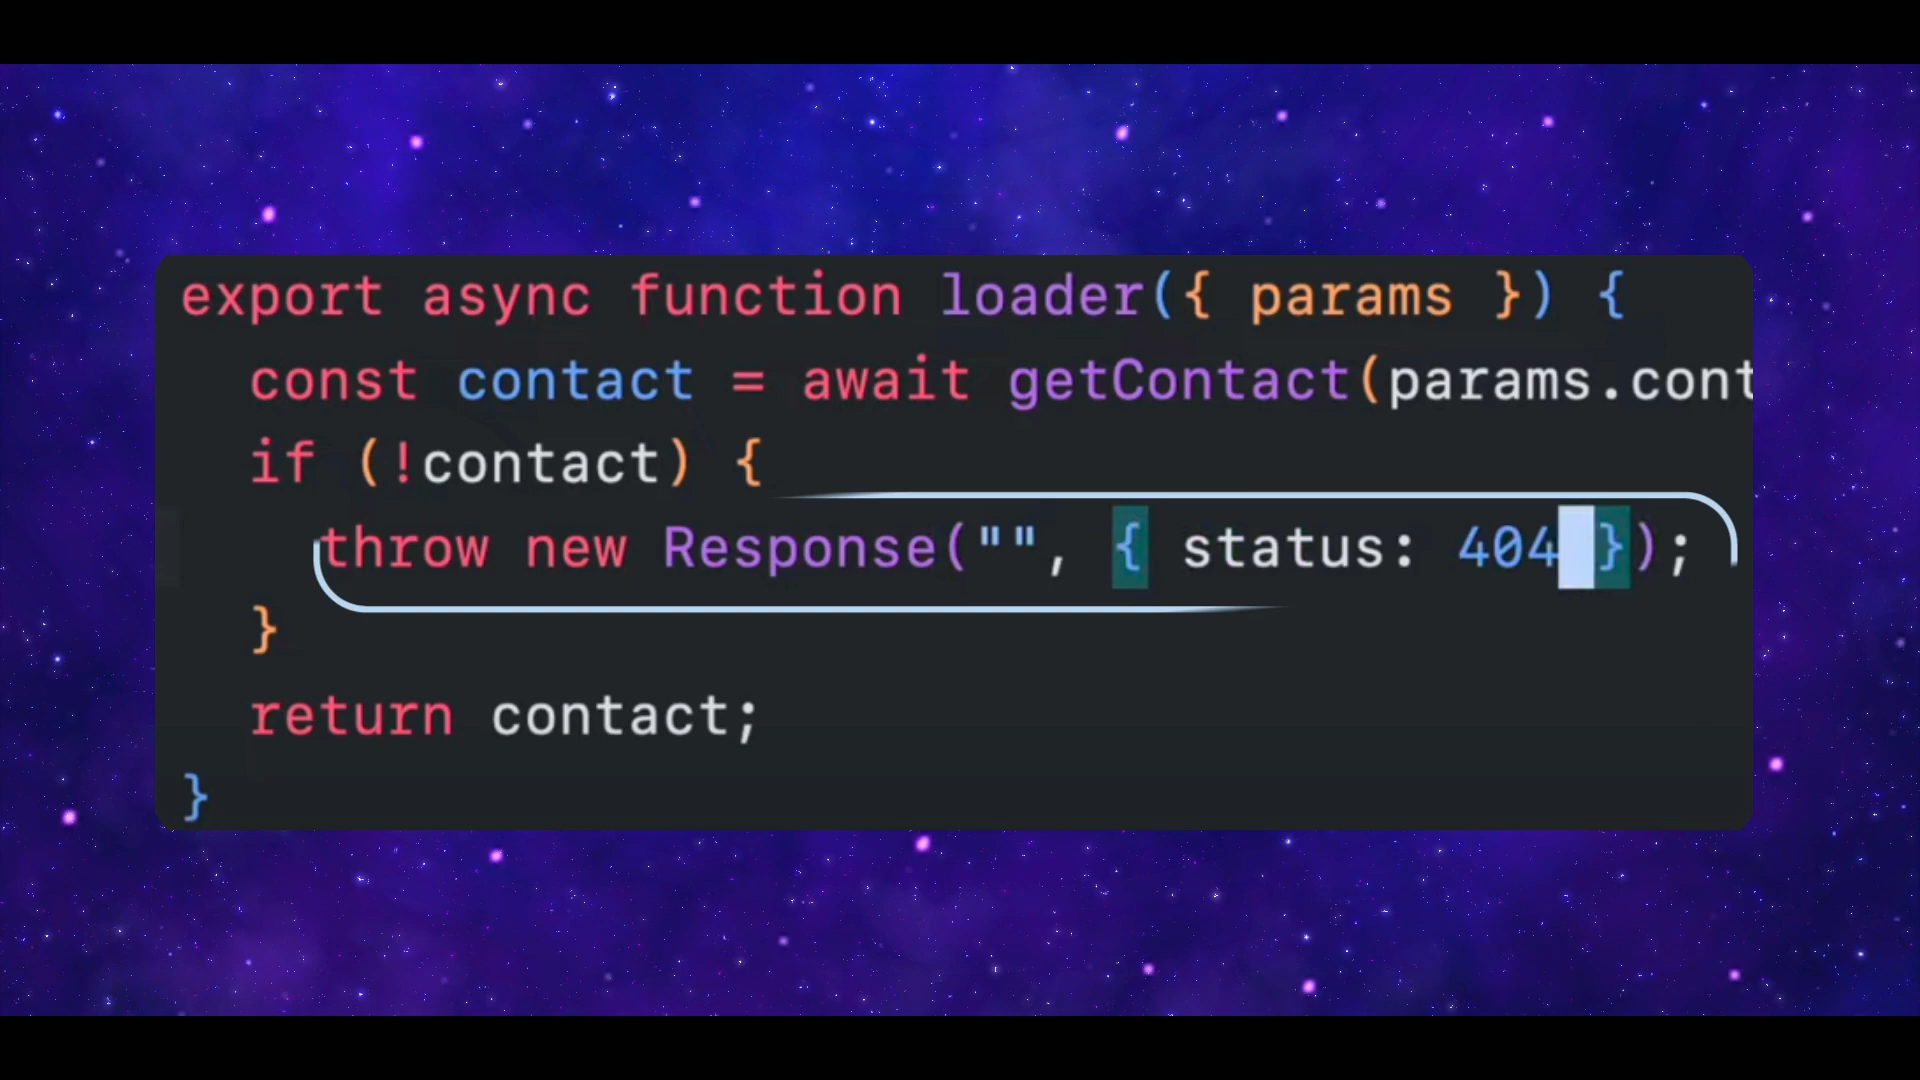 export async function loader({ params }) {
const contact = await getContact(params.cont
if (!contact) {
throw new Response("", { status: 404 });
}
return contact;
}